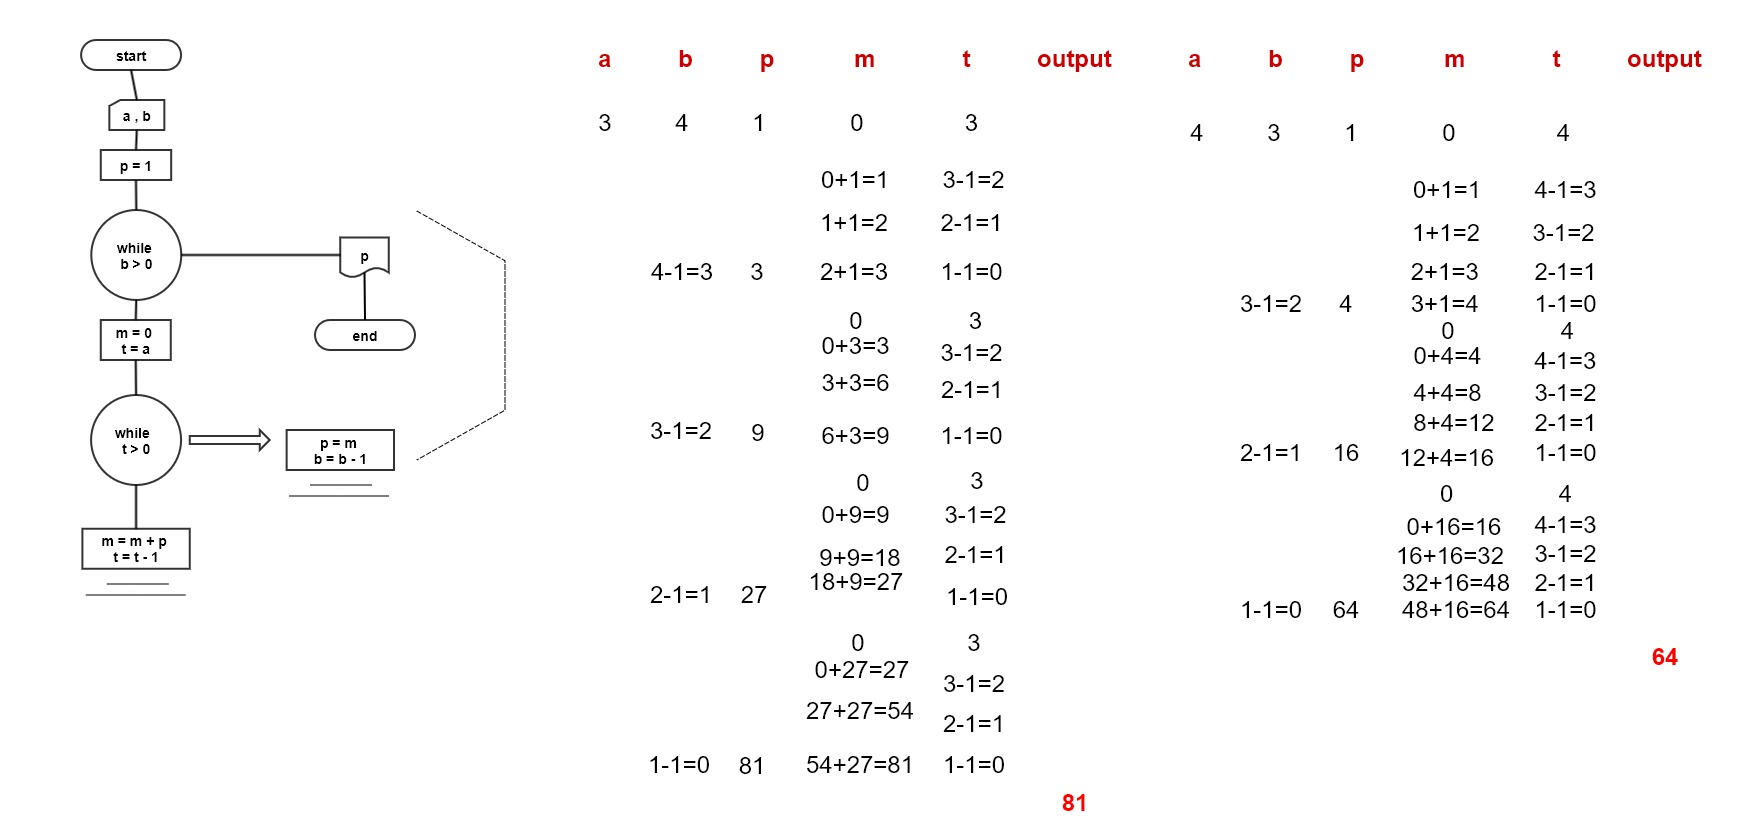 start
a , b
p = 1
while
b > 0
p
end
m = 0
t = a
while
t > 0
p = m
b = b - 1
m = m + p
t = t - 1
a b p m t output
3 4 1 0 3
0+1=1 3-1=2
1+1=2 2-1=1
4-1=3 3 2+1=3 1-1=0
0 3
0+3=3 3-1=2
3+3=6 2-1=1
3-1=2 9 6+3=9 1-1=0
0 3
0+9=9 3-1=2
9+9=18 2-1=1
18+9=27
2-1=1 27 1-1=0
0 3
0+27=27 3-1=2
27+27=54 2-1=1
1-1=0 81 54+27=81 1-1=0
81
a b p m t output
4 3 1 0 4
0+1=1 4-1=3
1+1=2 3-1=2
2+1=3 2-1=1
3-1=2 4 3+1=4 1-1=0
0 4
0+4=4 4-1=3
4+4=8 3-1=2
8+4=12 2-1=1
2-1=1 16 12+4=16 1-1=0
0 4
0+16=16 4-1=3
16+16=32 3-1=2
32+16=48 2-1=1
1-1=0 64 48+16=64 1-1=0
64